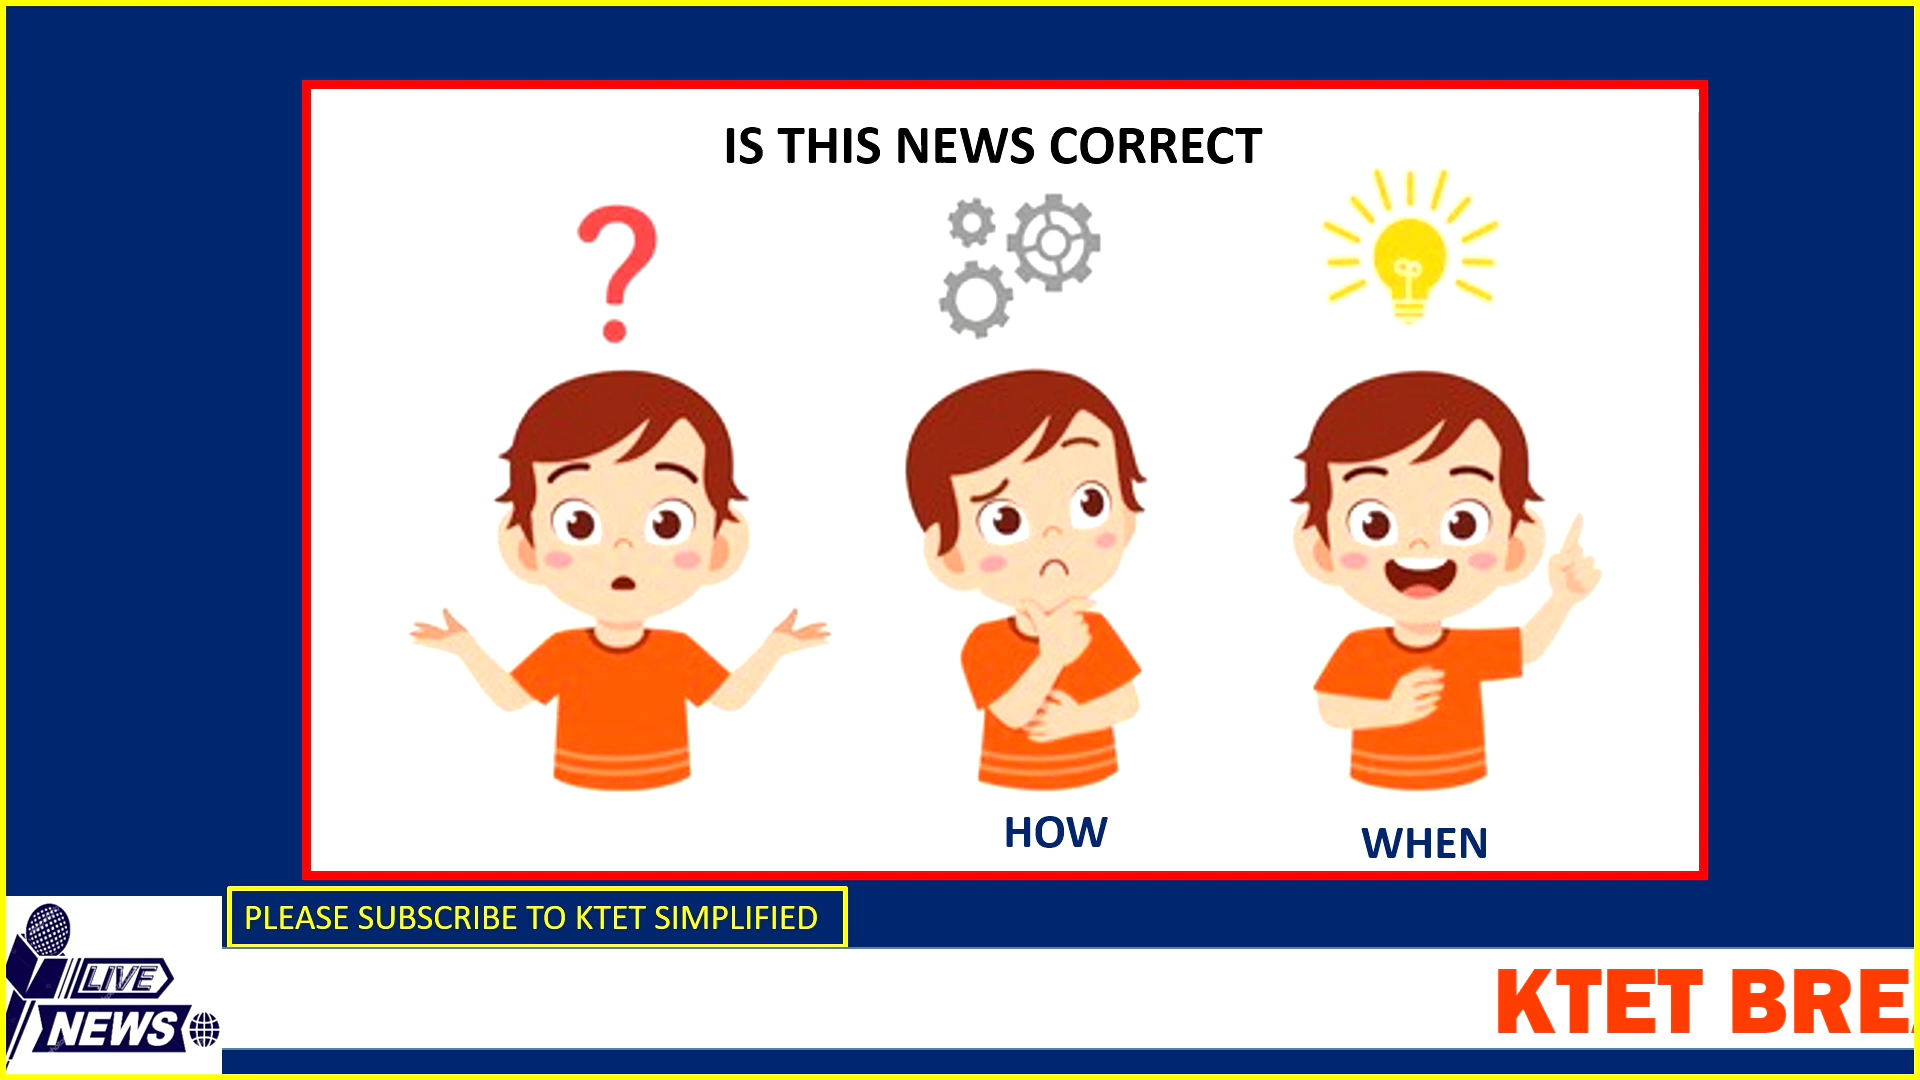 IS THIS NEWS CORRECT
HOW
WHEN
PLEASE SUBSCRIBE TO KTET SIMPLIFIED
LIVE
NEWS
KTET BRE